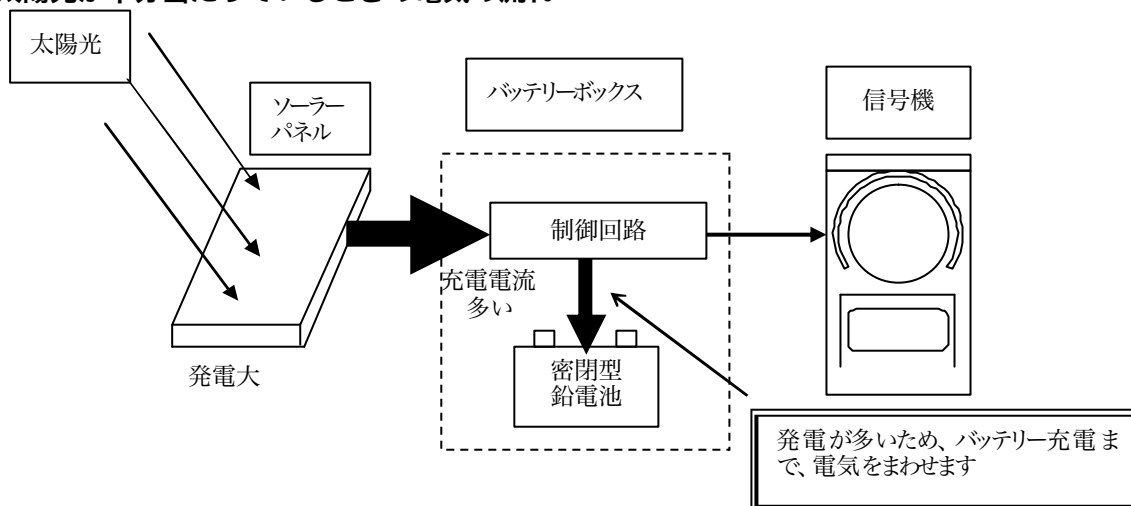 太陽光
ソーラー
パネル
バッテリーボックス
信号機
制御回路
充電電流
多い
密閉型
鉛電池
発電大
発電が多いため、バッテリー充電ま
で、電気をまわせます